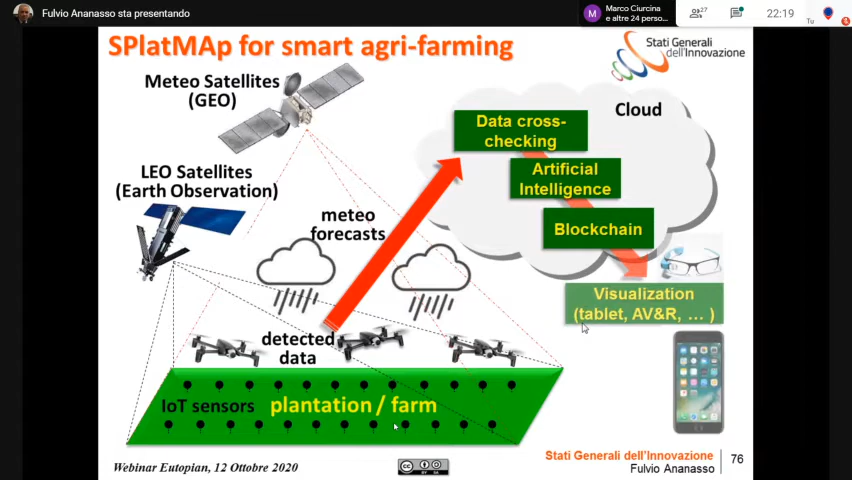 Fulvio Ananasso sta presentando
M
Marco Ciurcina
e altre 24 perso...
27
22:19
Tu
SPlatMAp for smart agri-farming
Stati Generali
dell'Innovazione
Meteo Satellites
(GEO)
Cloud
Data cross-
checking
LEO Satellites
(Earth Observation)
Artificial
Intelligence
meteo
forecasts
Blockchain
Visualization
(tablet, AV&R, ... )
detected
data
IoT sensors
plantation / farm
Webinar Eutopian, 12 Ottobre 2020
cc
Stati Generali dell'Innovazione
Fulvio Ananasso
76